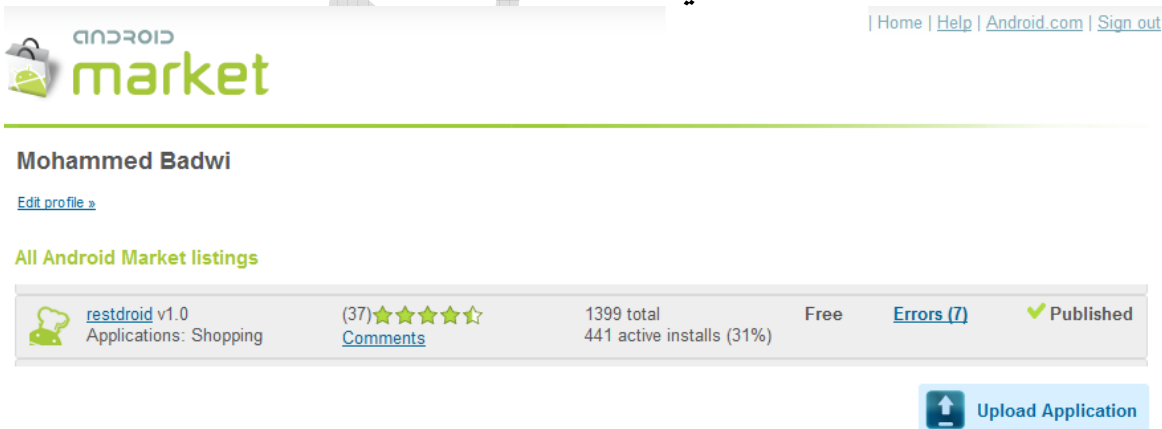 | Home | Help | Android.com | Sign out
android
market
Mohammed Badwi
Edit profile »
All Android Market listings
restdroid v1.0 (37) 1399 total Free Errors (7) Published
Applications: Shopping Comments 441 active installs (31%)
Upload Application